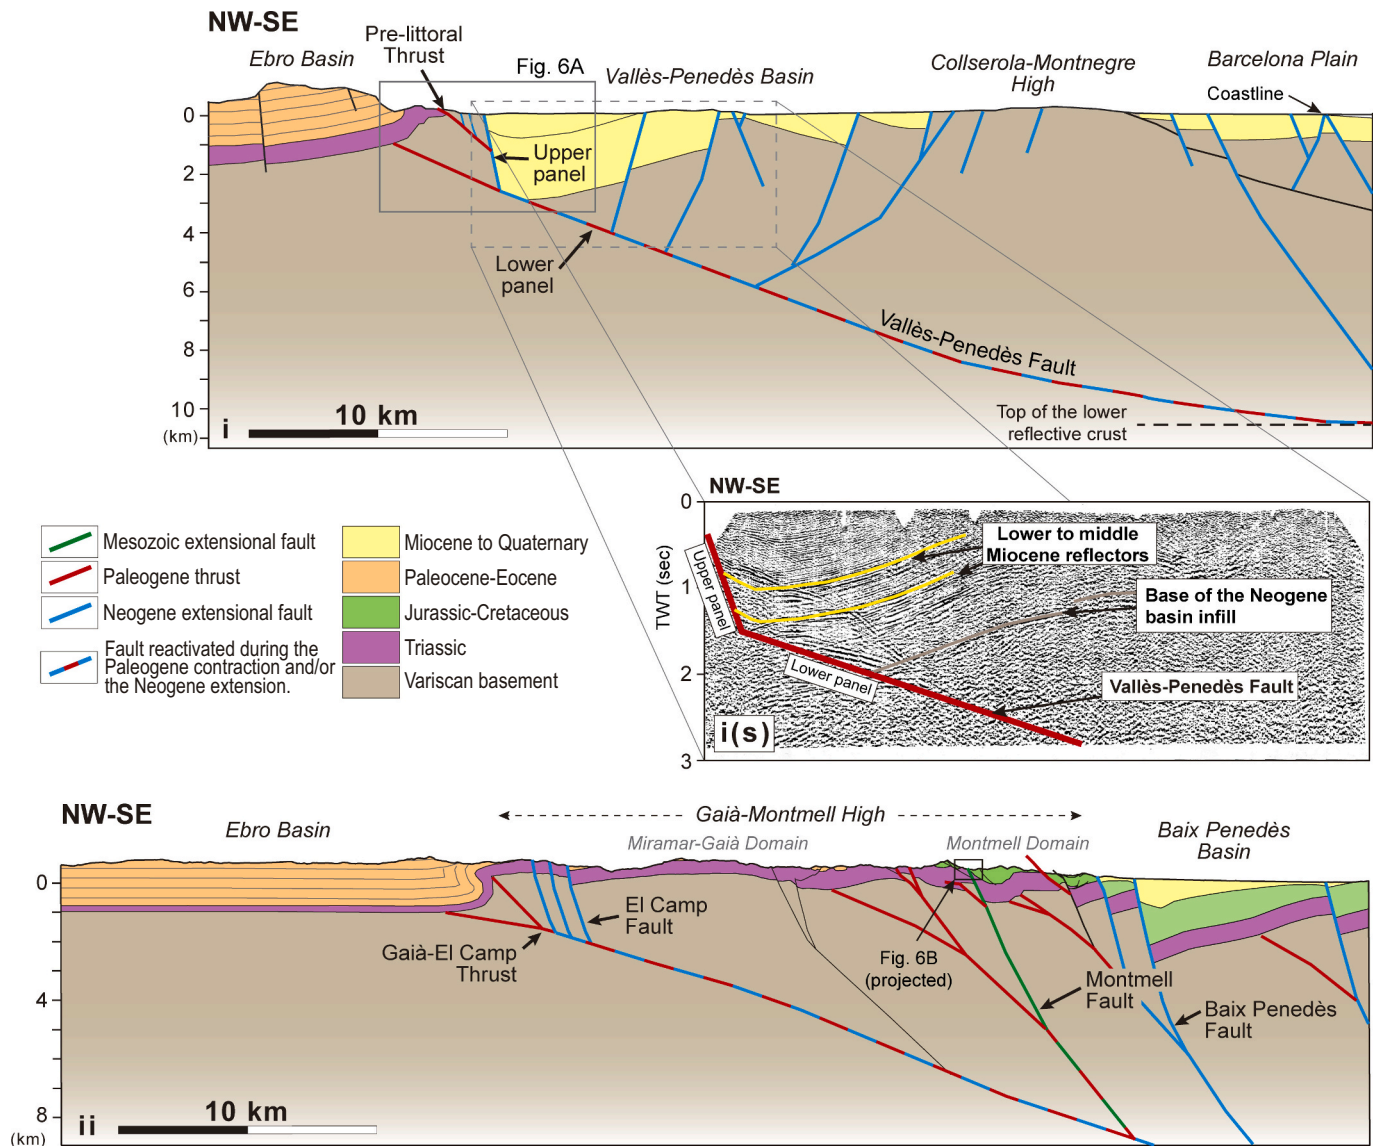 NW-SE
Pre-littoral
Thrust
Ebro Basin
Fig. 6A
Vallès-Penedès Basin
Collserola-Montnegre
High
Barcelona Plain
Coastline
0
2
4
6
8
10
(km)
Upper
panel
Lower
panel
Vallès-Penedès Fault
Top of the lower
reflective crust
i
10 km
NW-SE
0
1
2
3
TWT (sec)
Upper panel
Lower panel
Lower to middle
Miocene reflectors
Base of the Neogene
basin infill
Vallès-Penedès Fault
i(s)
Mesozoic extensional fault
Paleogene thrust
Neogene extensional fault
Fault reactivated during the
Paleogene contraction and/or
the Neogene extension.
Miocene to Quaternary
Paleocene-Eocene
Jurassic-Cretaceous
Triassic
Variscan basement
NW-SE
Ebro Basin
Gaià-Montmell High
Miramar-Gaià Domain
Montmell Domain
Baix Penedès
Basin
0
4
8
(km)
El Camp
Fault
Gaià-El Camp
Thrust
Fig. 6B
(projected)
Montmell
Fault
Baix Penedès
Fault
ii
10 km